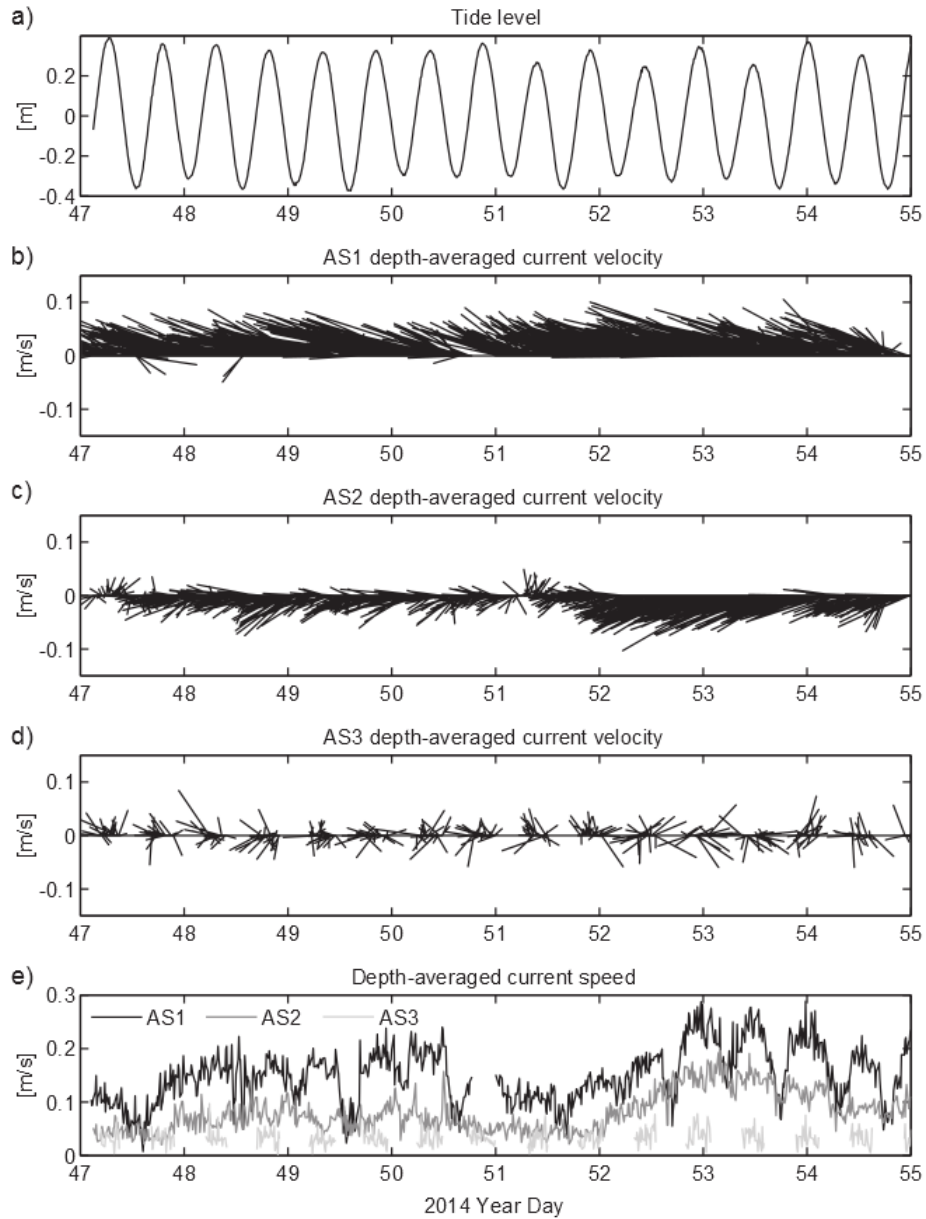 a)
Tide level
0.2
0
-0.2
-0.4
[m]
47 48 49 50 51 52 53 54 55
b)
AS1 depth-averaged current velocity
0.1
0
-0.1
[m/s]
47 48 49 50 51 52 53 54 55
c)
AS2 depth-averaged current velocity
0.1
0
-0.1
[m/s]
47 48 49 50 51 52 53 54 55
d)
AS3 depth-averaged current velocity
0.1
0
-0.1
[m/s]
47 48 49 50 51 52 53 54 55
e)
Depth-averaged current speed
0.3
AS1 AS2 AS3
0.2
0.1
0
[m/s]
47 48 49 50 51 52 53 54 55
2014 Year Day